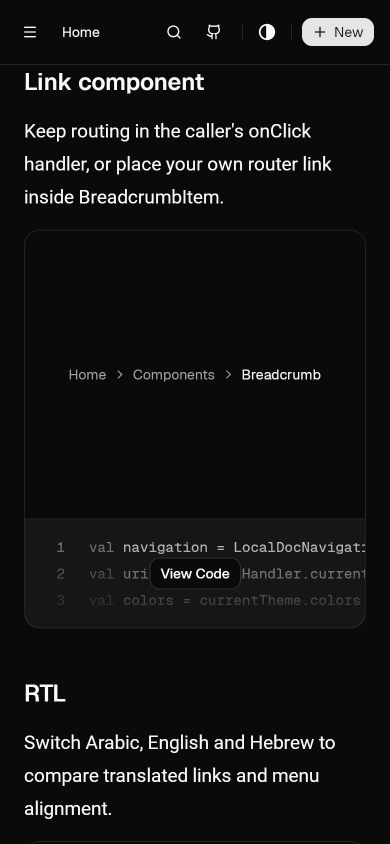 Home
New
Link component
Keep routing in the caller's onClick
handler, or place your own router link
inside BreadcrumbItem.
Home > Components > Breadcrumb
1 val navigation = LocalDocNavigati
2 val uri Handler.current
View Code
3 val colors = currentTheme.colors
RTL
Switch Arabic, English and Hebrew to
compare translated links and menu
alignment.